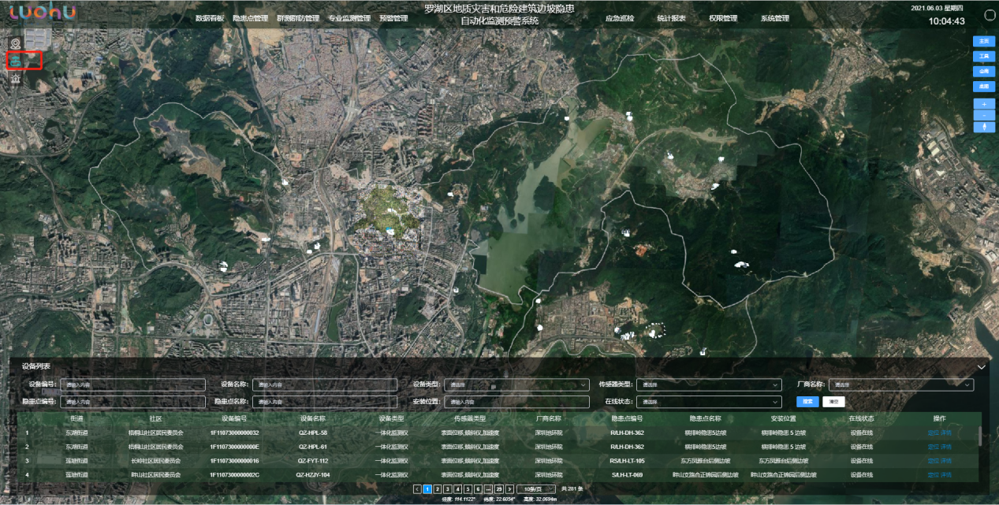 LUOHU
数据看板 隐患点管理 群测群防管理 专业监测管理 预警管理
罗湖区地质灾害和危险建筑边坡隐患
自动化监测预警系统
应急巡检 统计报表 权限管理 系统管理
2021.06.03 星期四
10:04:43
主页
工具
底图
+
-
设备列表
设备编号: 请输入内容 设备名称: 请输入内容 设备类型: 请选择 传感器类型: 请选择 厂商名称: 请选择
隐患点编号: 请输入内容 隐患点名称: 请输入内容 安装位置: 请输入内容 在线状态: 请选择 搜索 清空
街道 社区 设备编号 设备名称 设备类型 传感器类型 厂商名称 隐患点编号 隐患点名称 安装位置 在线状态 操作
1 东湖街道 梧桐山社区居民委员会 1F11073000000032 QZ-HPL-58 一体化监测仪 表面位移,倾斜仪,加速度 深圳地环院 R/LH-DH-362 横排岭隐患5边坡 横排岭隐患 5 边坡 设备在线 定位 详情
2 东湖街道 梧桐山社区居民委员会 1F1107300000000E QZ-HPL-61 一体化监测仪 表面位移,倾斜仪,加速度 深圳地环院 R/LH-DH-362 横排岭隐患5边坡 横排岭隐患 5 边坡 设备在线 定位 详情
3 莲塘街道 长岭社区居民委员会 1F11073000000016 QZ-FYT-112 一体化监测仪 表面位移,倾斜仪,加速度 深圳地环院 RS/LH-LT-105 东方凤雅台后侧边坡 东方凤雅台后侧边坡 设备在线 定位 详情
4 莲塘街道 畔山社区居民委员会 1F1107300000002C QZ-HZJY-104 一体化监测仪 表面位移,倾斜仪,加速度 深圳地环院 S/LH-LT-069 畔山支路合正锦园后侧边坡 畔山支路合正锦园后侧边坡 设备在线 定位 详情
< 1 2 3 4 5 6 ··· 29 > 10条/页 共 281 条
经度: 114.1122° 纬度: 22.6054° 高度: 32.0694m